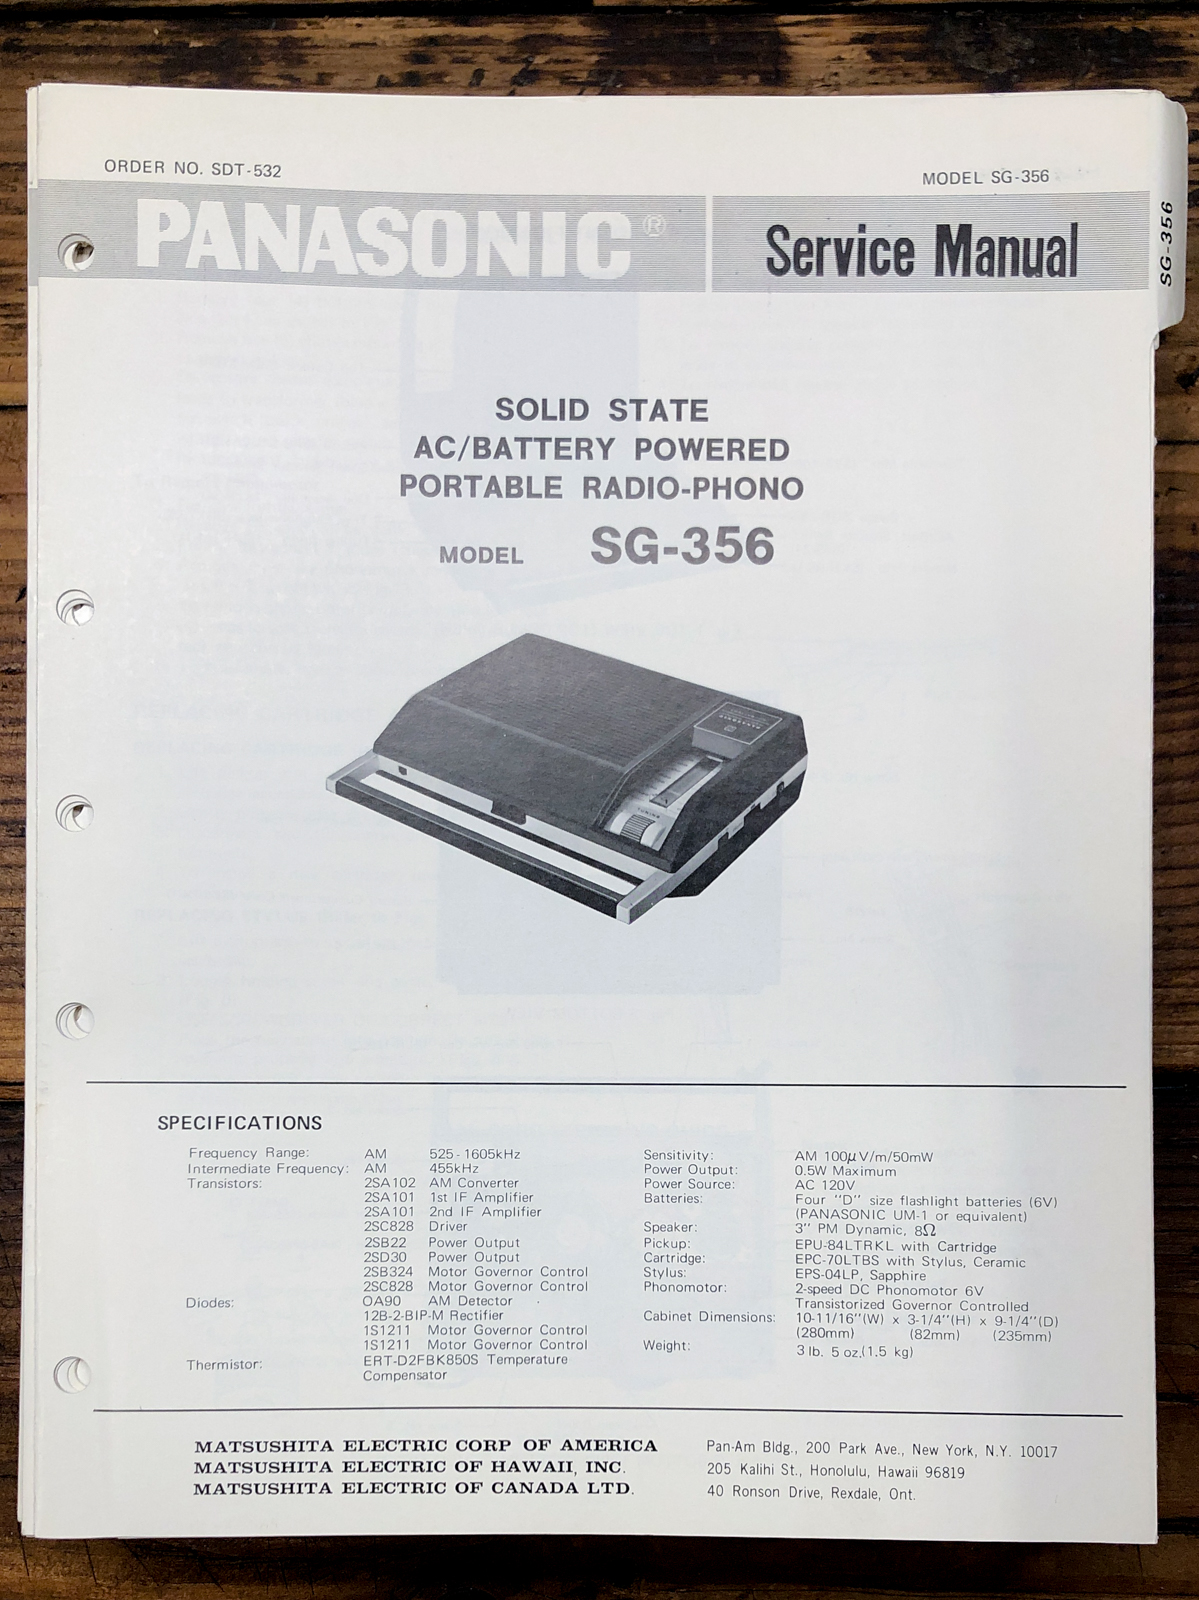 ORDER NO. SDT-532
MODEL SG-356
PANASONIC®
Service Manual
SG-356
SOLID STATE
AC/BATTERY POWERED
PORTABLE RADIO-PHONO
MODEL SG-356
TUNING
SPECIFICATIONS
Frequency Range: AM 525-1605kHz
Intermediate Frequency: AM 455kHz
Transistors: 2SA102 AM Converter
2SA101 1st IF Amplifier
2SA101 2nd IF Amplifier
2SC828 Driver
2SB22 Power Output
2SD30 Power Output
2SB324 Motor Governor Control
2SC828 Motor Governor Control
Diodes: OA90 AM Detector
12B-2-BIP-M Rectifier
1S1211 Motor Governor Control
1S1211 Motor Governor Control
Thermistor: ERT-D2FBK850S Temperature
Compensator
Sensitivity: AM 100μV/m/50mW
Power Output: 0.5W Maximum
Power Source: AC 120V
Batteries: Four "D" size flashlight batteries (6V)
(PANASONIC UM-1 or equivalent)
Speaker: 3" PM Dynamic, 8Ω
Pickup: EPU-84LTRKL with Cartridge
Cartridge: EPC-70LTBS with Stylus, Ceramic
Stylus: EPS-04LP, Sapphire
Phonomotor: 2-speed DC Phonomotor 6V
Transistorized Governor Controlled
Cabinet Dimensions: 10-11/16"(W) x 3-1/4"(H) x 9-1/4"(D)
(280mm) (82mm) (235mm)
Weight: 3 lb. 5 oz.(1.5 kg)
MATSUSHITA ELECTRIC CORP OF AMERICA Pan-Am Bldg., 200 Park Ave., New York, N.Y. 10017
MATSUSHITA ELECTRIC OF HAWAII, INC. 205 Kalihi St., Honolulu, Hawaii 96819
MATSUSHITA ELECTRIC OF CANADA LTD. 40 Ronson Drive, Rexdale, Ont.